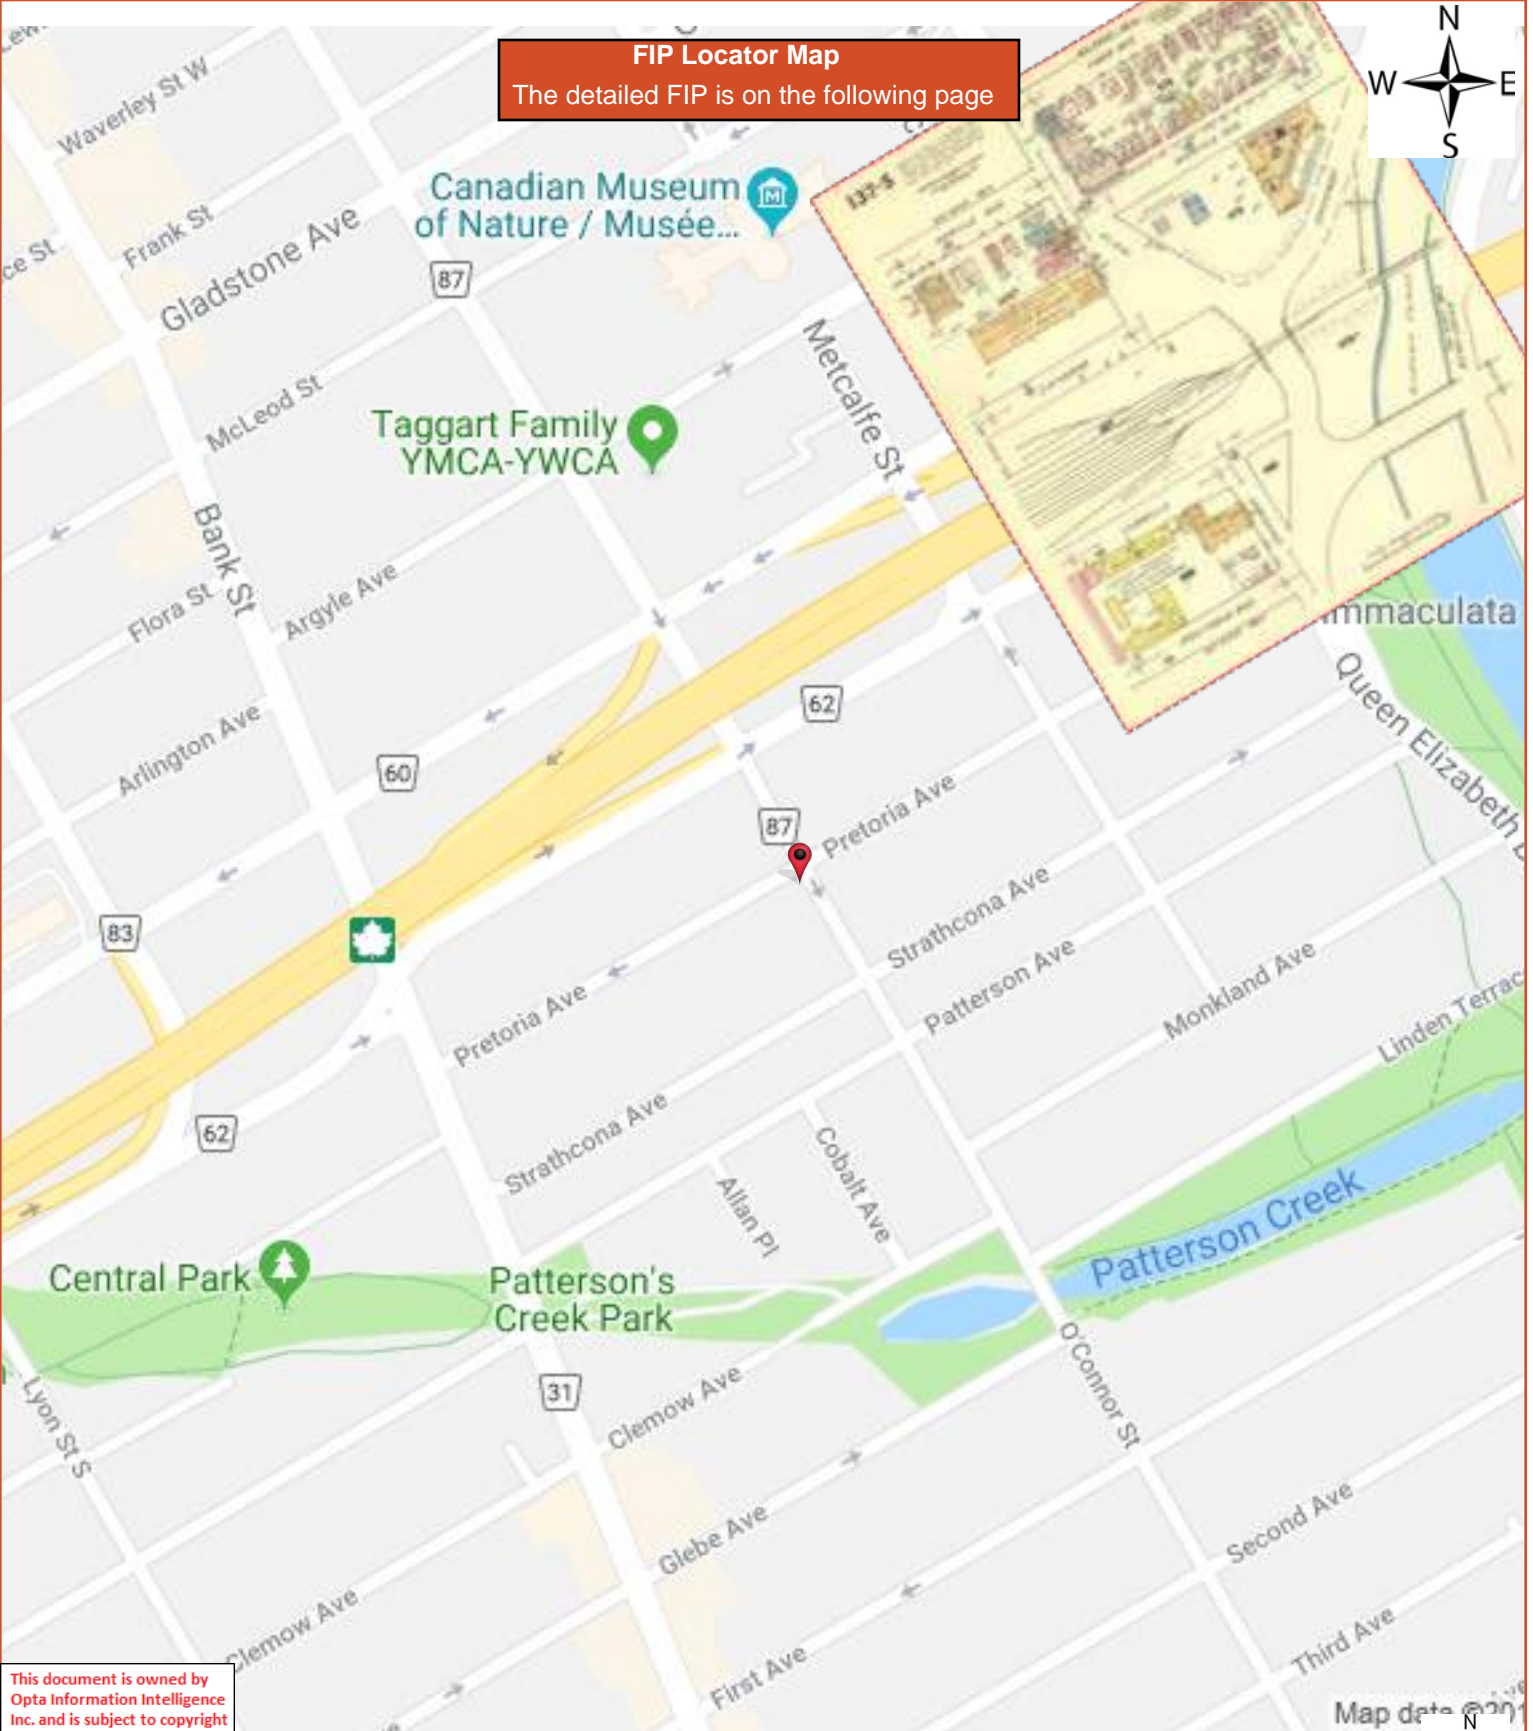 N
W E
S
FIP Locator Map
The detailed FIP is on the following page
Waverley St W
Frank St
Gladstone Ave
Canadian Museum
of Nature / Musée...
137-S
87
McLeod St
Metcalfe St
Taggart Family
YMCA-YWCA
Bank St
Flora St
Argyle Ave
Immaculata
Queen Elizabeth
62
Arlington Ave
60
87
Pretoria Ave
Strathcona Ave
83
Patterson Ave
Monkland Ave
Pretoria Ave
Linden Terrac
62
Strathcona Ave
Cobalt Ave
Allan Pl
Patterson Creek
Central Park
Patterson's
Creek Park
O'Connor St
31
Lyon St S
Clemow Ave
Second Ave
Glebe Ave
Clemow Ave
Third Ave
First Ave
This document is owned by
Opta Information Intelligence
Inc. and is subject to copyright
Map data ©201
N